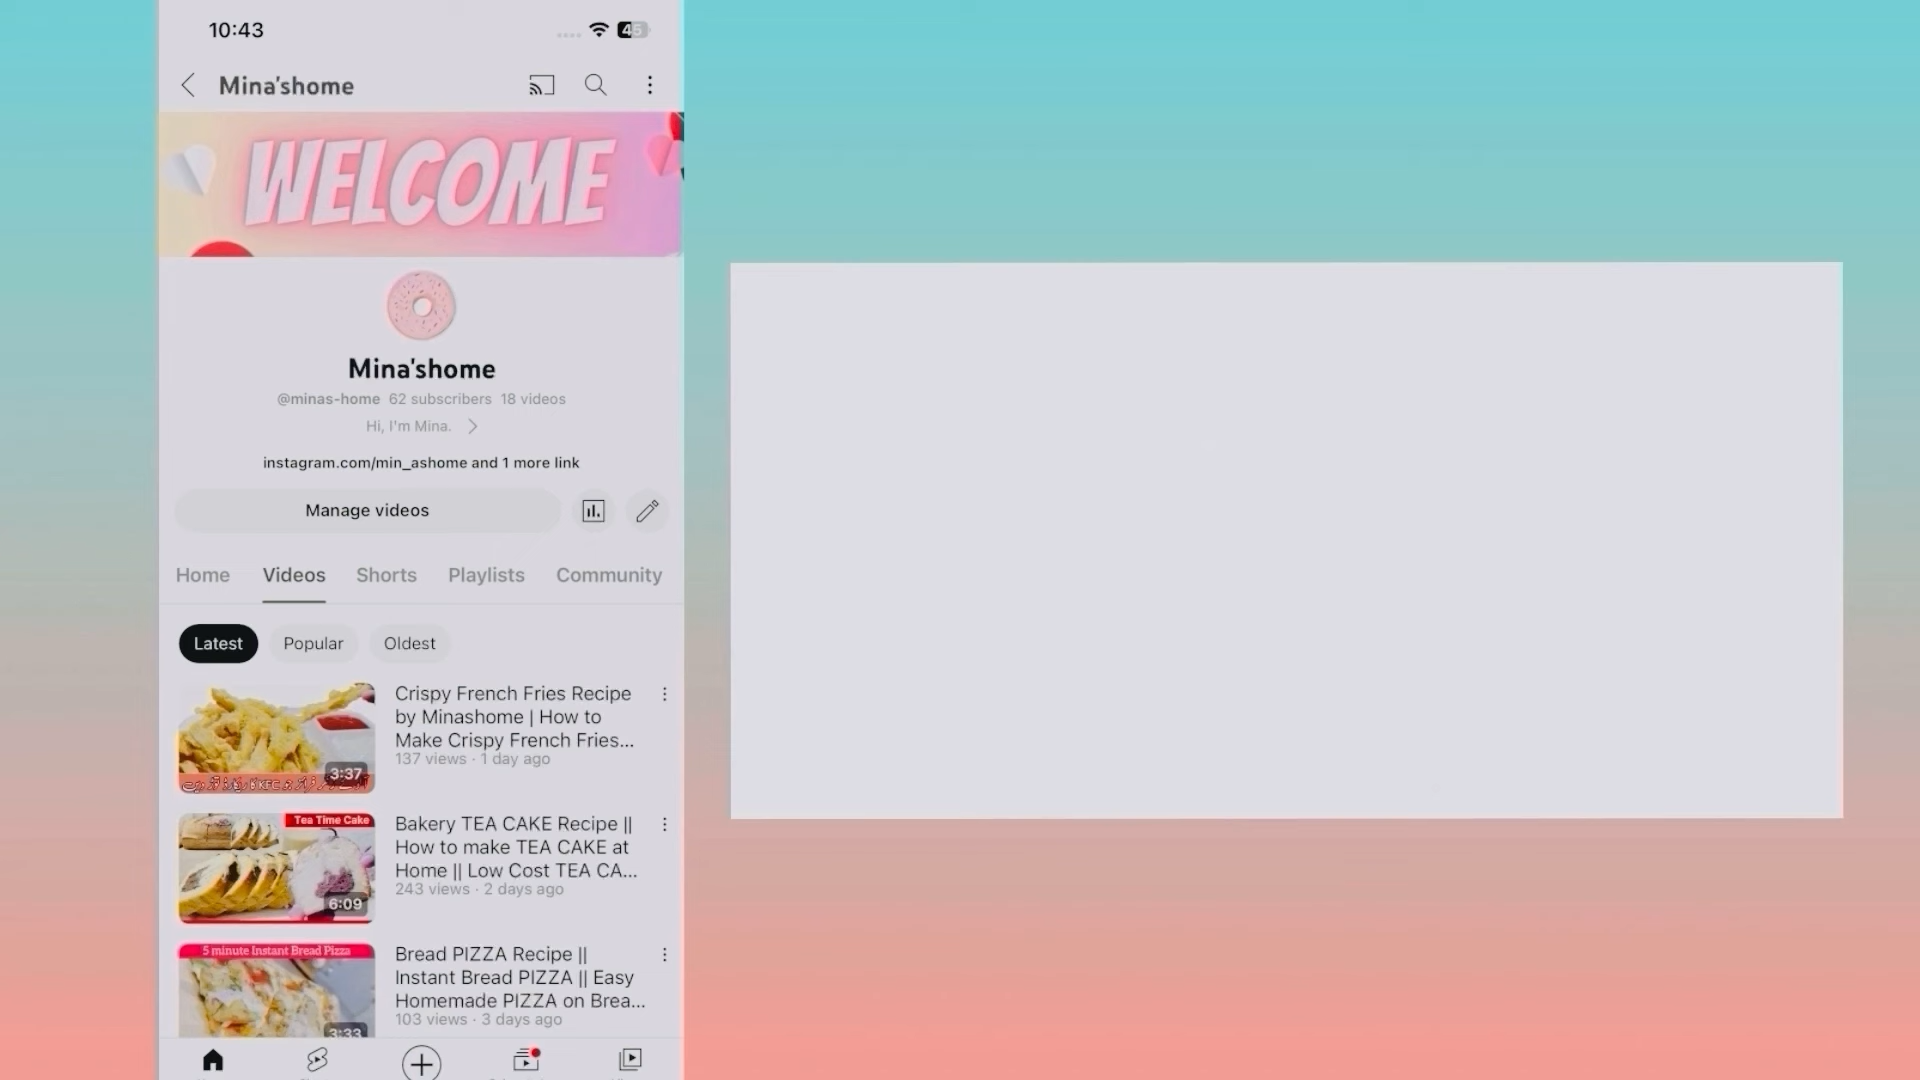 10:43
45
Mina'shome
WELCOME
Mina'shome
@minas-home 62 subscribers 18 videos
Hi, I'm Mina.
instagram.com/min_ashome and 1 more link
Manage videos
Home Videos Shorts Playlists Community
Latest Popular Oldest
Crispy French Fries Recipe
by Minashome | How to
Make Crispy French Fries...
137 views · 1 day ago
3:37
Tea Time Cake
Bakery TEA CAKE Recipe ||
How to make TEA CAKE at
Home || Low Cost TEA CA...
243 views · 2 days ago
6:09
5 minute Instant Bread Pizza
Bread PIZZA Recipe ||
Instant Bread PIZZA || Easy
Homemade PIZZA on Brea...
103 views · 3 days ago
3:33